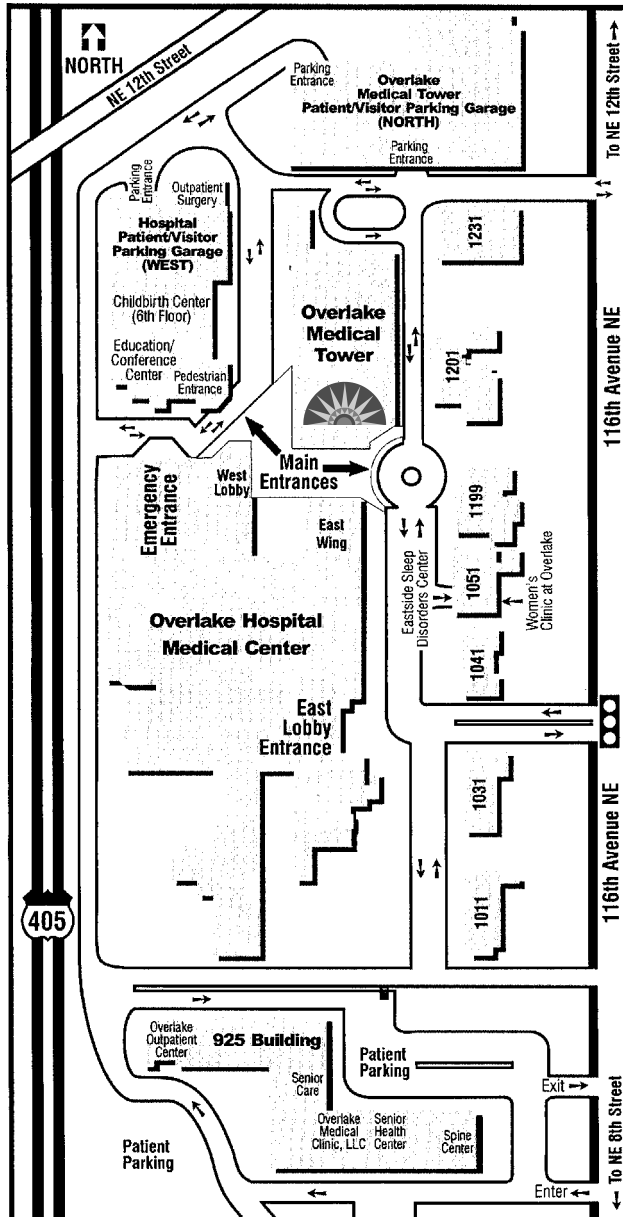 NORTH
NE 12th Street
To NE 12th Street
Parking
Entrance
Overlake
Medical Tower
Patient/Visitor Parking Garage
(NORTH)
Parking
Entrance
Parking
Entrance
Outpatient
Surgery
Hospital
Patient/Visitor
Parking Garage
(WEST)
Childbirth Center
(6th Floor)
Education/
Conference
Center
Pedestrian
Entrance
Overlake
Medical
Tower
1231
1201
116th Avenue NE
Main
Entrances
West
Lobby
Emergency
Entrance
East
Wing
1199
Eastside Sleep
Disorders Center
1051
Women's
Clinic at Overlake
Overlake Hospital
Medical Center
1041
East
Lobby
Entrance
1031
116th Avenue NE
1011
405
Overlake
Outpatient
Center
925 Building
Senior
Care
Patient
Parking
Exit
Overlake
Medical
Clinic, LLC
Senior
Health
Center
Spine
Center
Patient
Parking
Enter
To NE 8th Street